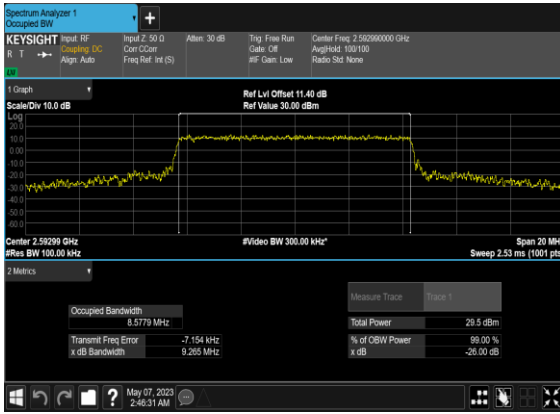 Spectrum Analyzer 1
Occupied BW
KEYSIGHT
R T
LW
Input: RF
Coupling: DC
Align: Auto
Input Z: 50 Ω
Corr CCorr
Freq Ref: Int (S)
Atten: 30 dB
Trig: Free Run
Gate: Off
#IF Gain: Low
Center Freq: 2.592990000 GHz
Avg|Hold: 100/100
Radio Std: None
1 Graph
Scale/Div 10.0 dB
Ref Lvl Offset 11.40 dB
Ref Value 30.00 dBm
Log
20.0
10.0
0.00
-10.0
-20.0
-30.0
-40.0
-50.0
-60.0
Center 2.59299 GHz
#Res BW 100.00 kHz
#Video BW 300.00 kHz*
Span 20 MH
Sweep 2.53 ms (1001 pts
2 Metrics
Measure Trace Trace 1
Occupied Bandwidth
8.5779 MHz
Total Power 29.5 dBm
Transmit Freq Error -7.154 kHz
% of OBW Power 99.00 %
x dB Bandwidth 9.265 MHz
x dB -26.00 dB
May 07, 2023
2:46:31 AM